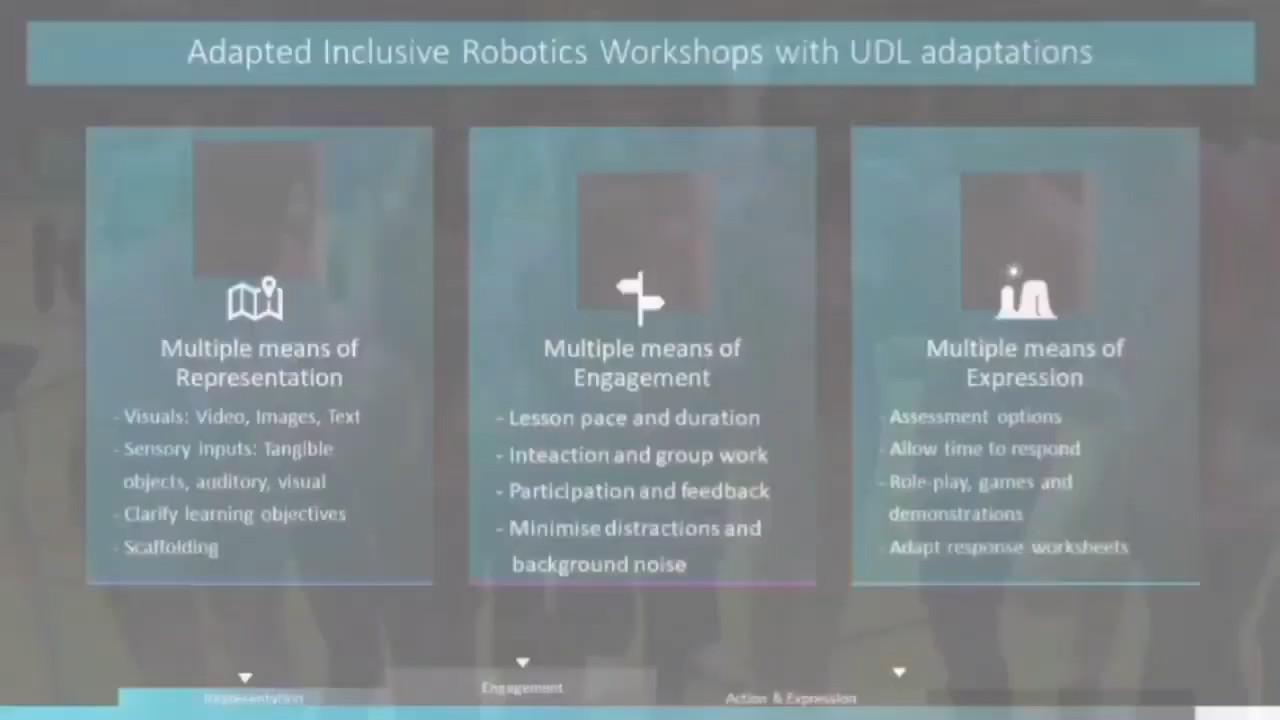 Adapted Inclusive Robotics Workshops with UDL adaptations
Multiple means of
Representation
- Visuals: Video, Images, Text
- Sensory inputs: Tangible
objects, auditory, visual
- Clarify learning objectives
- Scaffolding
Multiple means of
Engagement
- Lesson pace and duration
- Inteaction and group work
- Participation and feedback
- Minimise distractions and
background noise
Multiple means of
Expression
- Assessment options
- Allow time to respond
- Role-play, games and
demonstrations
- Adapt response worksheets
Representation
Engagement
Action & Expression